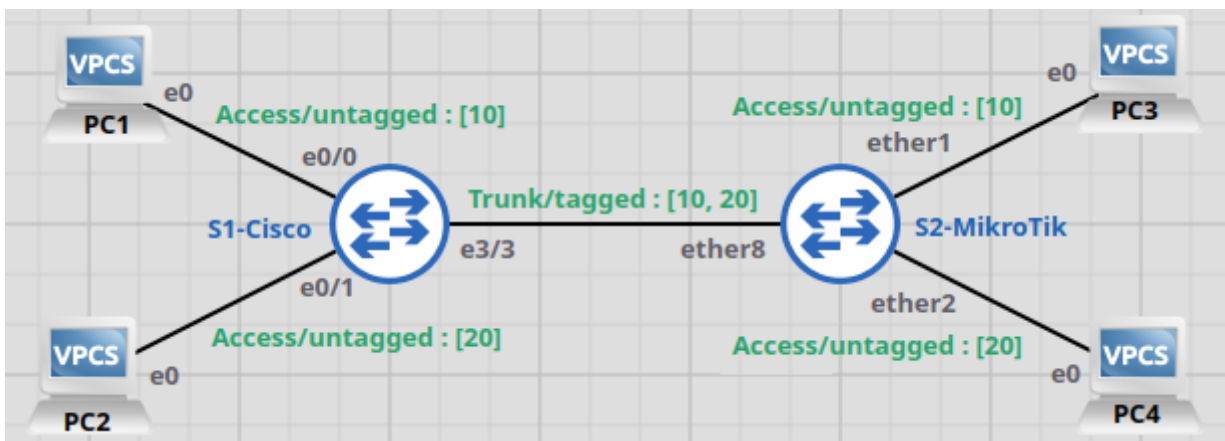 VPCS
e0
PC1
Access/untagged : [10]
e0/0
S1-Cisco
e0/1
Access/untagged : [20]
VPCS
e0
PC2
Trunk/tagged : [10, 20]
e3/3
ether8
VPCS
e0
PC3
Access/untagged : [10]
ether1
S2-MikroTik
ether2
Access/untagged : [20]
VPCS
e0
PC4